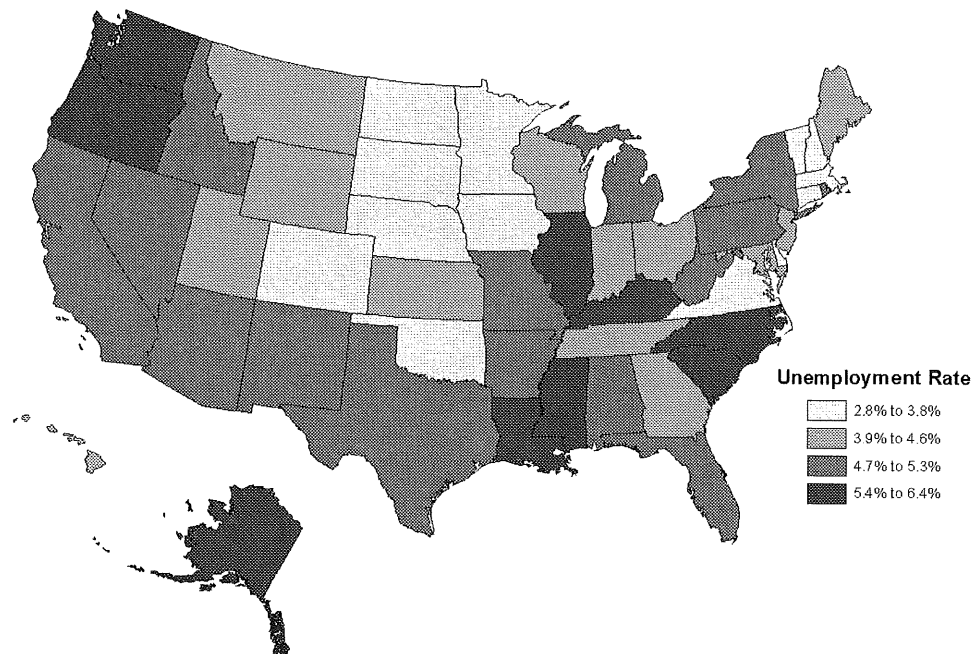 Unemployment Rate
2.8% to 3.8%
3.9% to 4.6%
4.7% to 5.3%
5.4% to 6.4%